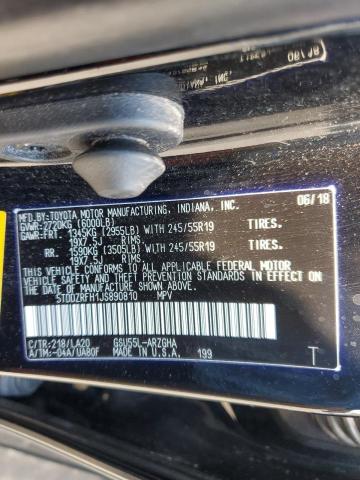 MFD.BY:TOYOTA MOTOR MANUFACTURING, INDIANA, INC. 06/18
GVWR:2720KG (6000LB)
GAWR:FRT. 1345KG (2955LB) WITH 245/55R19 TIRES.
19X7.5J RIMS
RR. 1590KG (3505LB) WITH 245/55R19 TIRES.
19X7.5J RIMS
THIS VEHICLE CONFORMS TO ALL APPLICABLE FEDERAL MOTOR
VEHICLE SAFETY AND THEFT PREVENTION STANDARDS IN
EFFECT ON THE DATE OF MANUFACTURE SHOWN ABOVE.
5TDDZRFH1JS890810 MPV
MADE IN U.S.A.
C/TR:218/LA20 GSU55L-ARZGHA
A/TM:-04A/UA80F 199 T